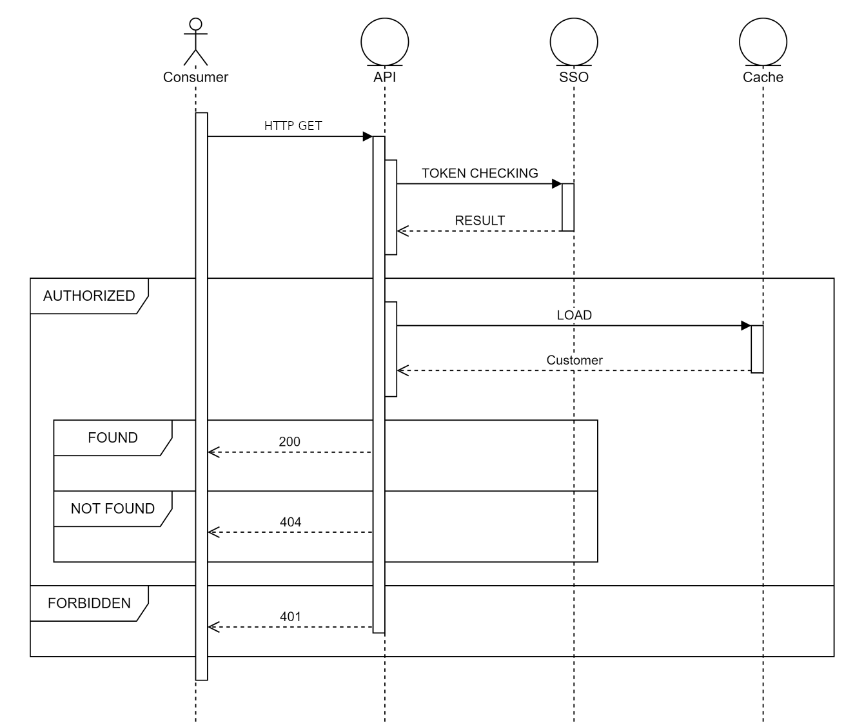 Consumer
API
SSO
Cache
HTTP GET
TOKEN CHECKING
RESULT
AUTHORIZED
LOAD
Customer
FOUND
200
NOT FOUND
404
FORBIDDEN
401